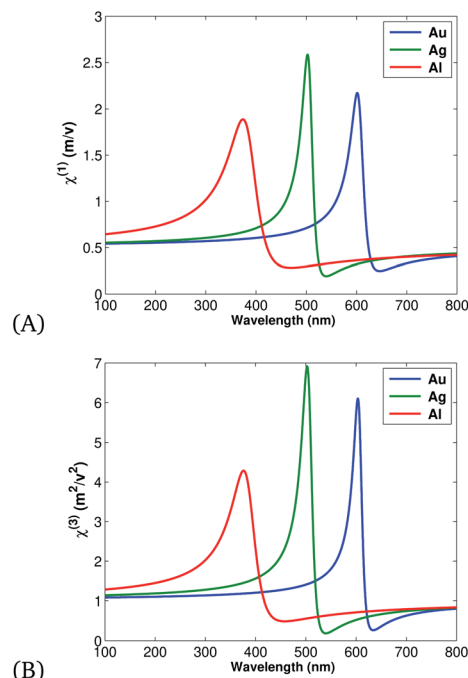 3
2.5
2
1.5
1
0.5
0
χ(1) (m/v)
Au
Ag
Al
100 200 300 400 500 600 700 800
Wavelength (nm)
(A)
7
6
5
4
3
2
1
0
χ(3) (m²/v²)
Au
Ag
Al
100 200 300 400 500 600 700 800
Wavelength (nm)
(B)